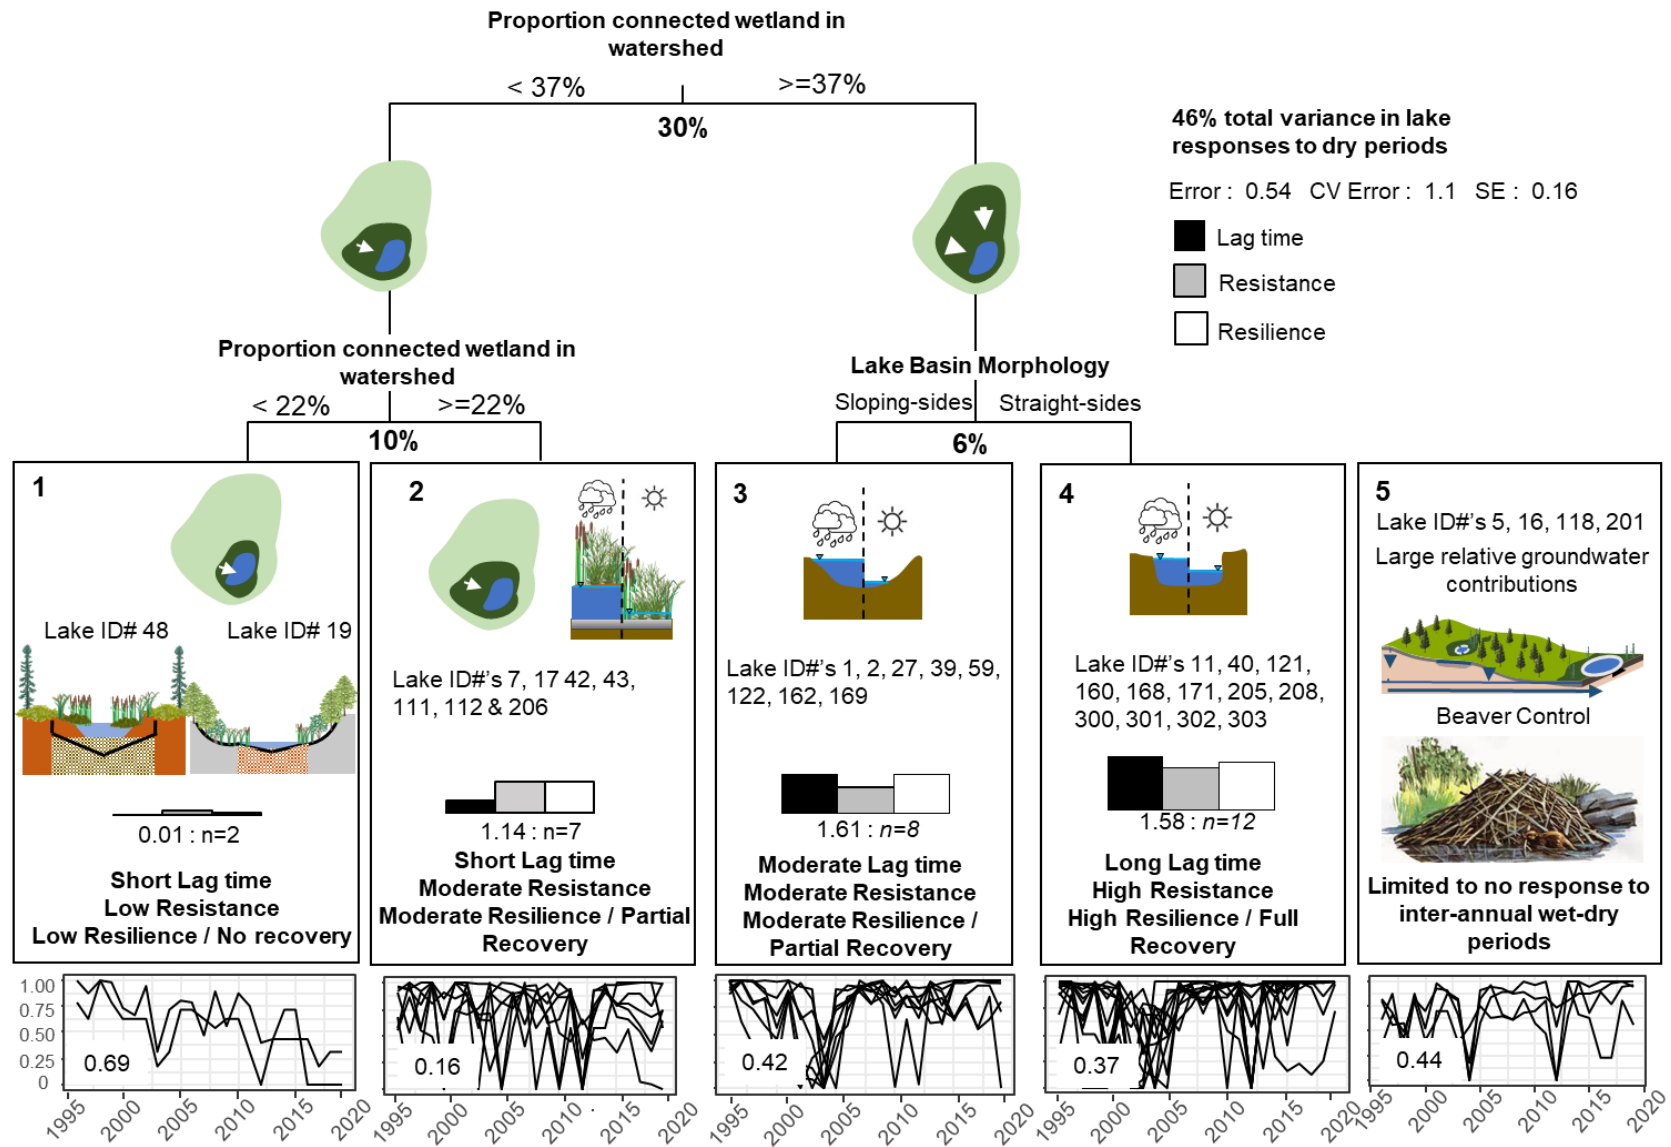 Proportion connected wetland in
watershed
< 37%
>=37%
30%
46% total variance in lake
responses to dry periods
Error : 0.54 CV Error : 1.1 SE : 0.16
Lag time
Resistance
Resilience
Proportion connected wetland in
watershed
< 22%
>=22%
10%
Lake Basin Morphology
Sloping-sides
Straight-sides
6%
1
Lake ID# 48
Lake ID# 19
0.01 : n=2
Short Lag time
Low Resistance
Low Resilience / No recovery
2
Lake ID#'s 7, 17 42, 43,
111, 112 & 206
1.14 : n=7
Short Lag time
Moderate Resistance
Moderate Resilience / Partial
Recovery
3
Lake ID#'s 1, 2, 27, 39, 59,
122, 162, 169
1.61 : n=8
Moderate Lag time
Moderate Resistance
Moderate Resilience /
Partial Recovery
4
Lake ID#'s 11, 40, 121,
160, 168, 171, 205, 208,
300, 301, 302, 303
1.58 : n=12
Long Lag time
High Resistance
High Resilience / Full
Recovery
5
Lake ID#'s 5, 16, 118, 201
Large relative groundwater
contributions
Beaver Control
Limited to no response to
inter-annual wet-dry
periods
1.00
0.75
0.50
0.25
0
0.69
1995 2000 2005 2010 2015 2020
0.16
1995 2000 2005 2010 2015 2020
0.42
1995 2000 2005 2010 2015 2020
0.37
1995 2000 2005 2010 2015 2020
0.44
1995 2000 2005 2010 2015 2020